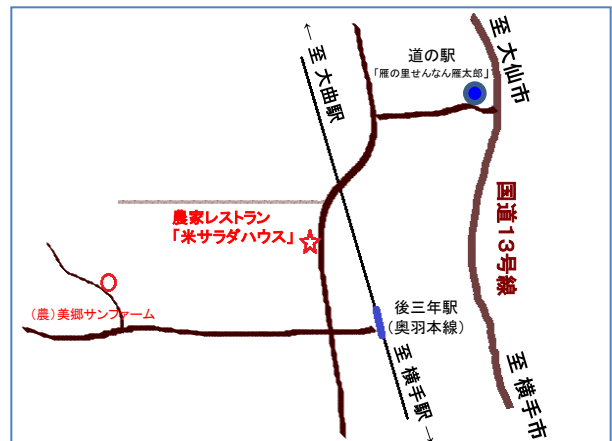 ← 至 大曲駅
道の駅
「雁の里せんなん雁太郎」
至 大仙市
国道13号線
農家レストラン
「米サラダハウス」
(農)美郷サンファーム
後三年駅
(奥羽本線)
至 横手駅 →
至 横手市